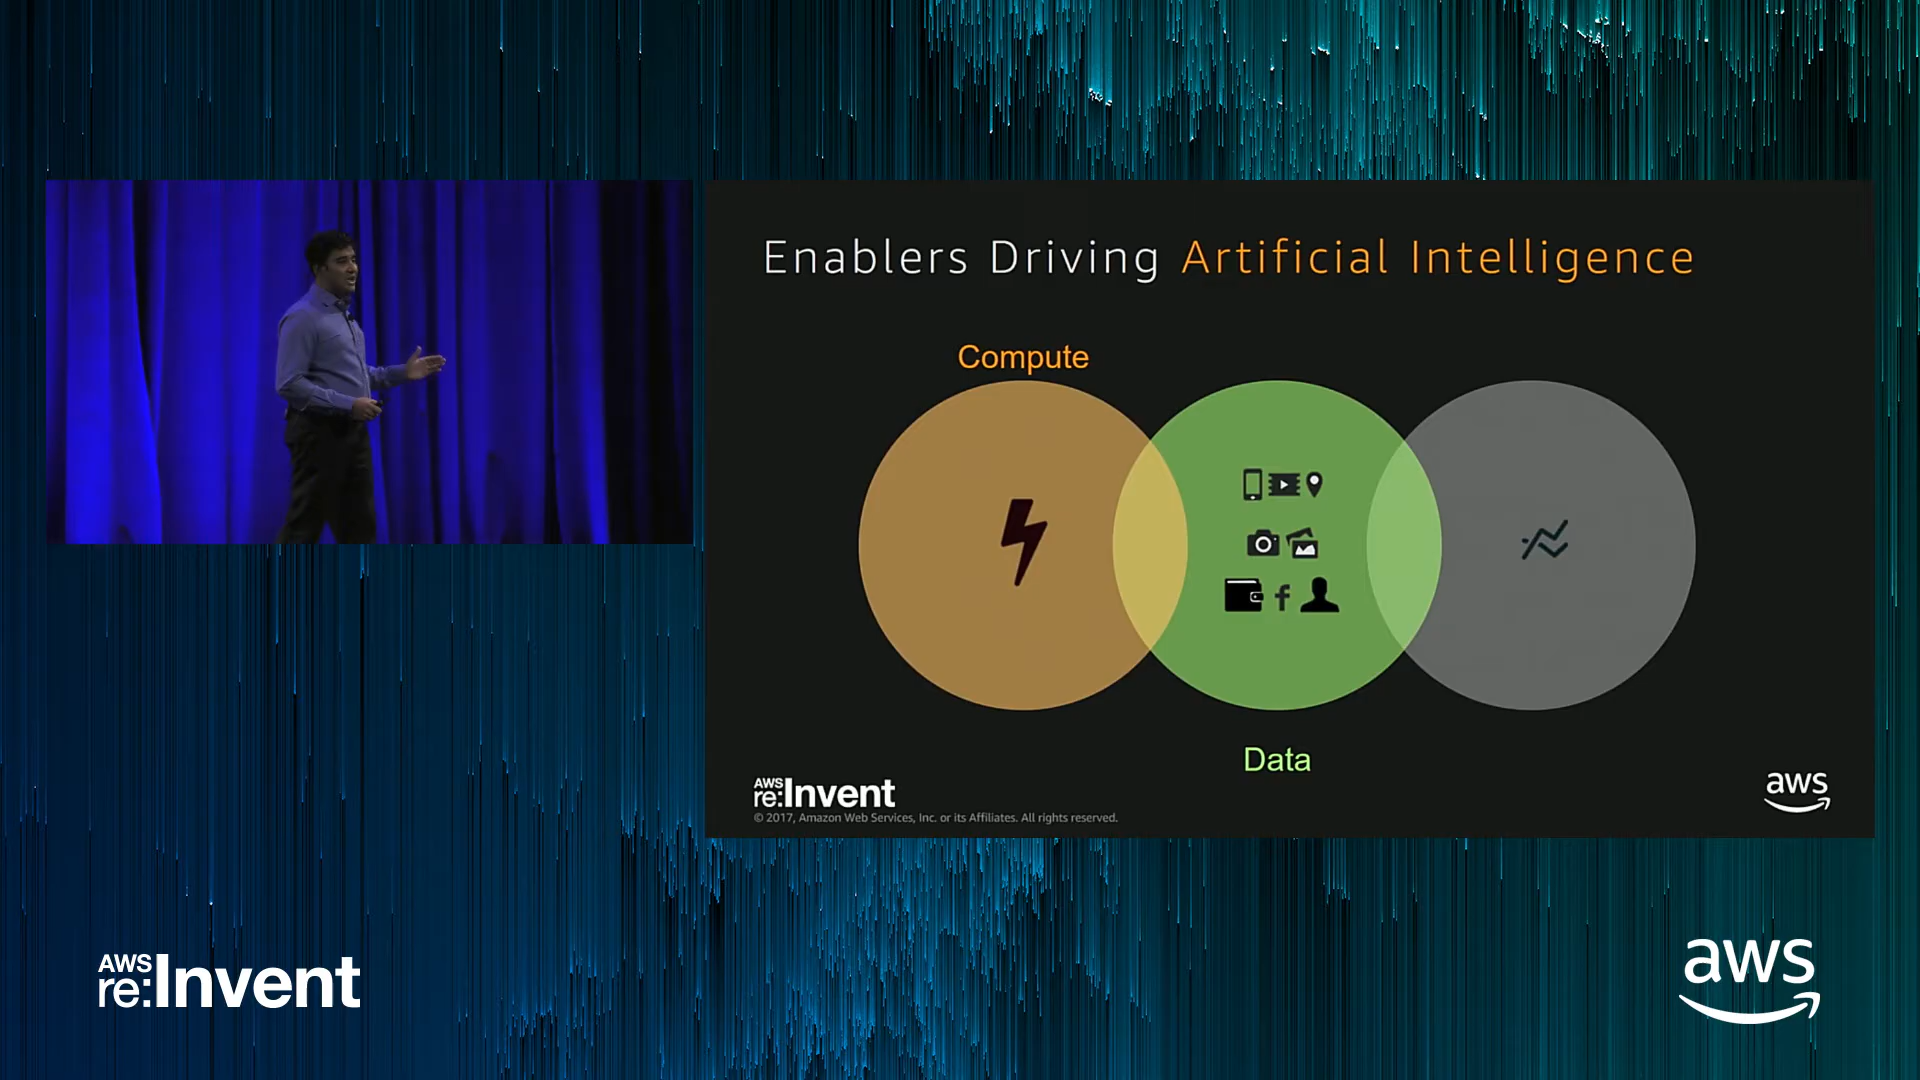 Enablers Driving Artificial Intelligence
Compute
Data
AWS
re:Invent
© 2017, Amazon Web Services, Inc. or its Affiliates. All rights reserved.
aws
AWS
re:Invent
aws